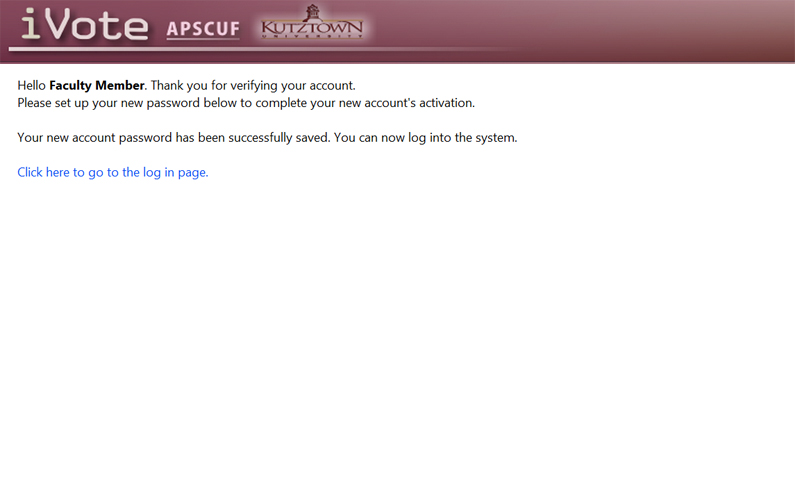 iVote APSCUF KUTZTOWN
UNIVERSITY
Hello Faculty Member. Thank you for verifying your account.
Please set up your new password below to complete your new account's activation.
Your new account password has been successfully saved. You can now log into the system.
Click here to go to the log in page.